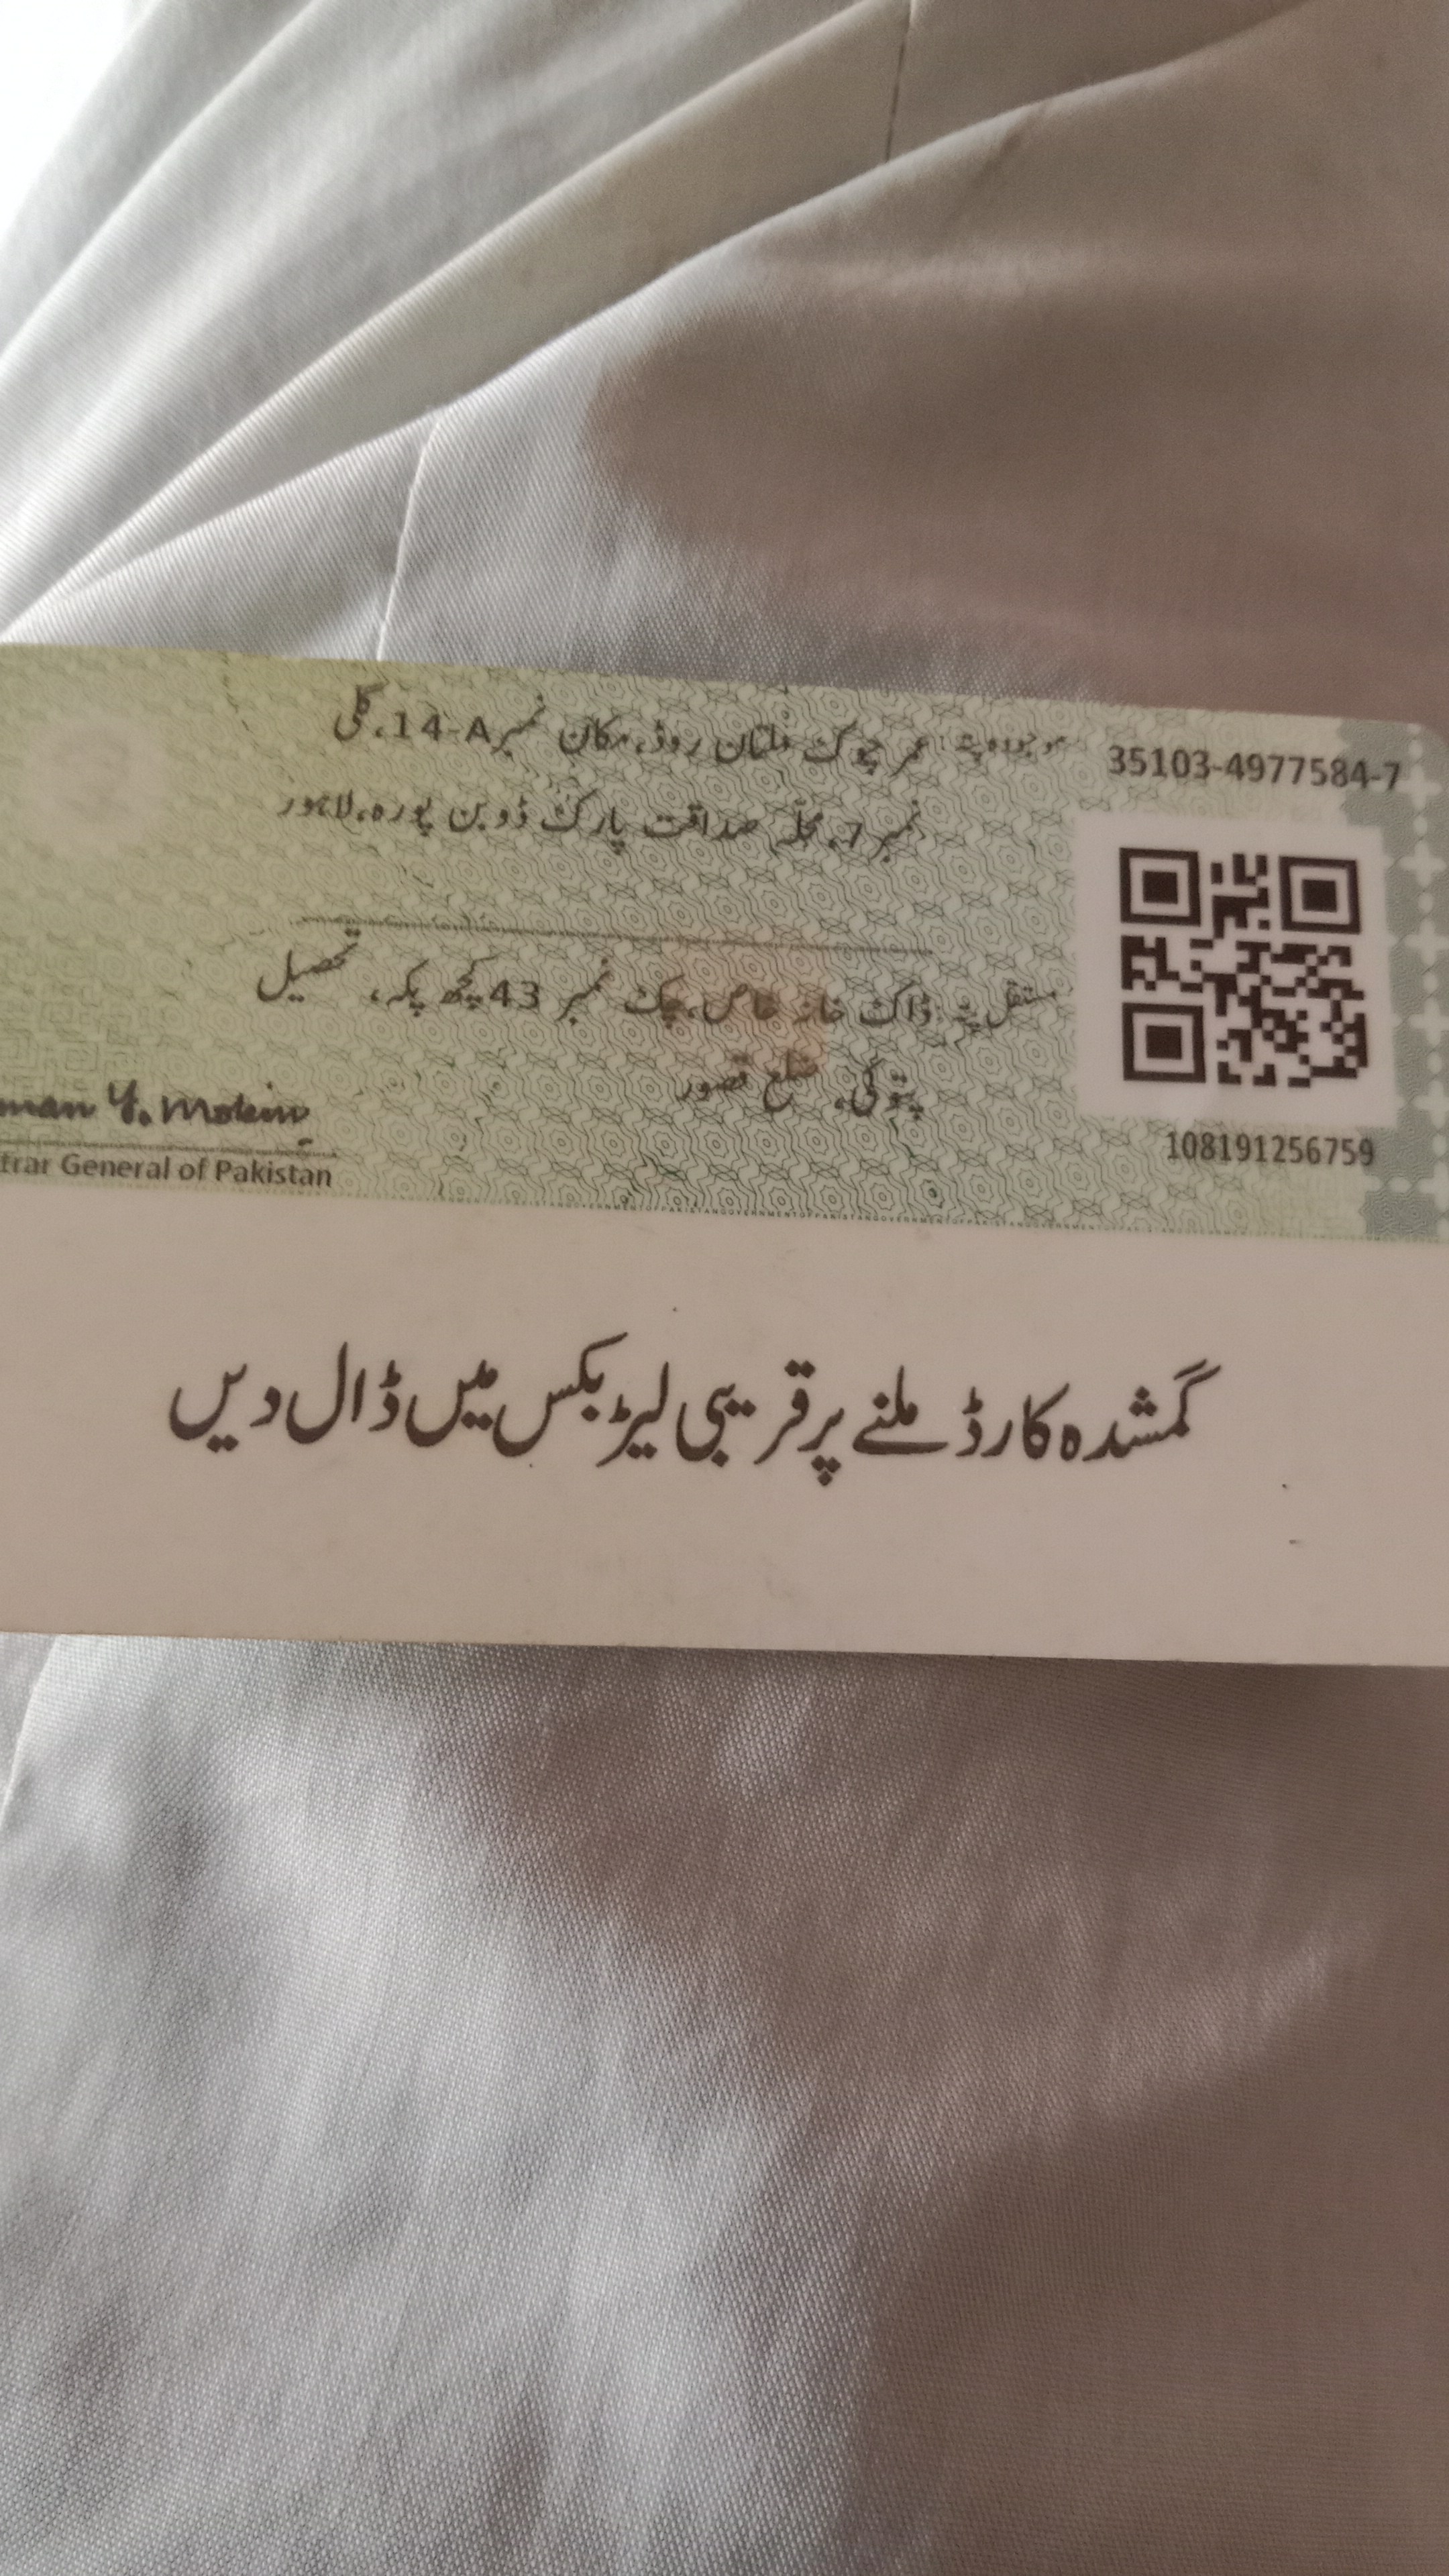 35103-4977584-7
موجودہ پتہ: عمر چوک ملتان روڈ، مکان نمبر 14-A، گلی
نمبر 7، محلہ صداقت پارک ڈوبن پورہ، لاہور
مستقل پتہ: ڈاک خانہ خاص، چک نمبر 43 کچھ پکہ، تحصیل
پتوکی، ضلع قصور
108191256759
man Y. Mobin
trar General of Pakistan
گمشدہ کارڈ ملنے پر قریبی لیٹر بکس میں ڈال دیں